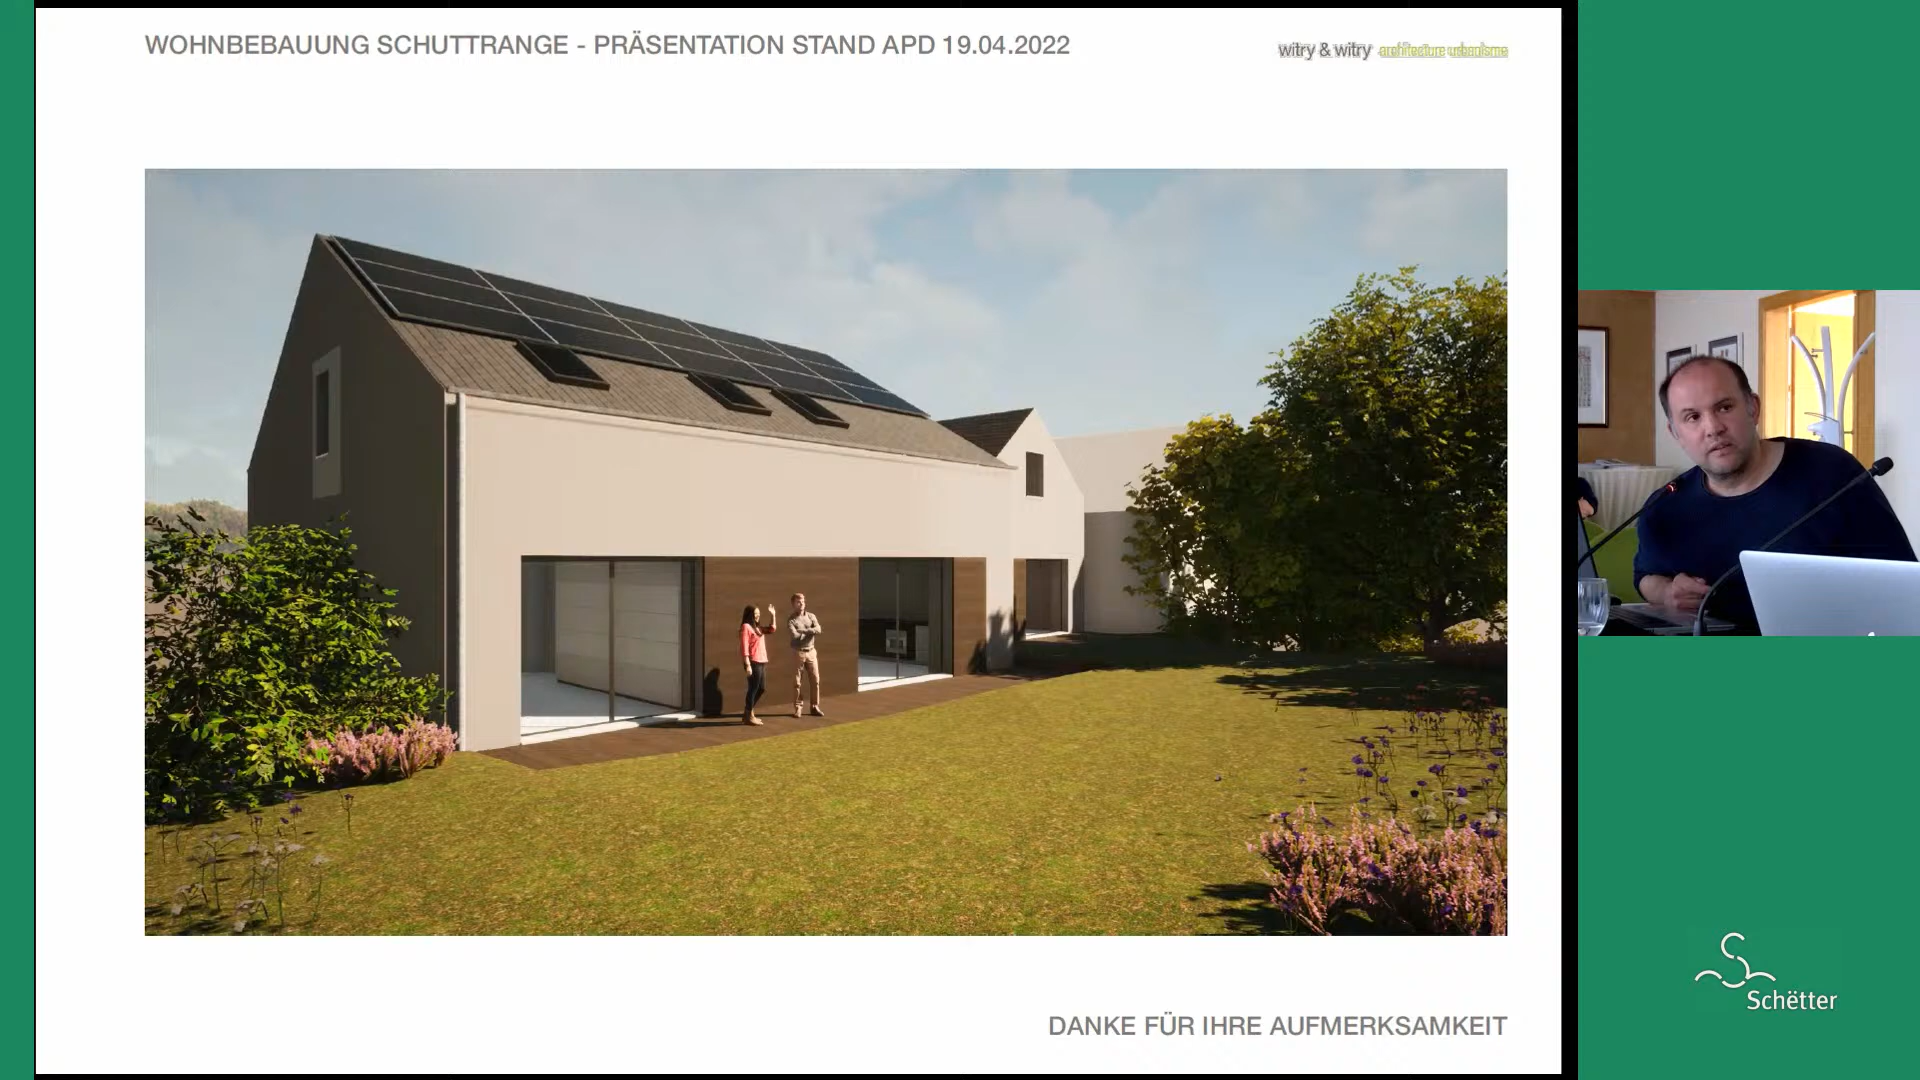 WOHNBEBAUUNG SCHUTTRANGE - PRÄSENTATION STAND APD 19.04.2022
witry & witry architecture urbanisme
DANKE FÜR IHRE AUFMERKSAMKEIT
Schëtter